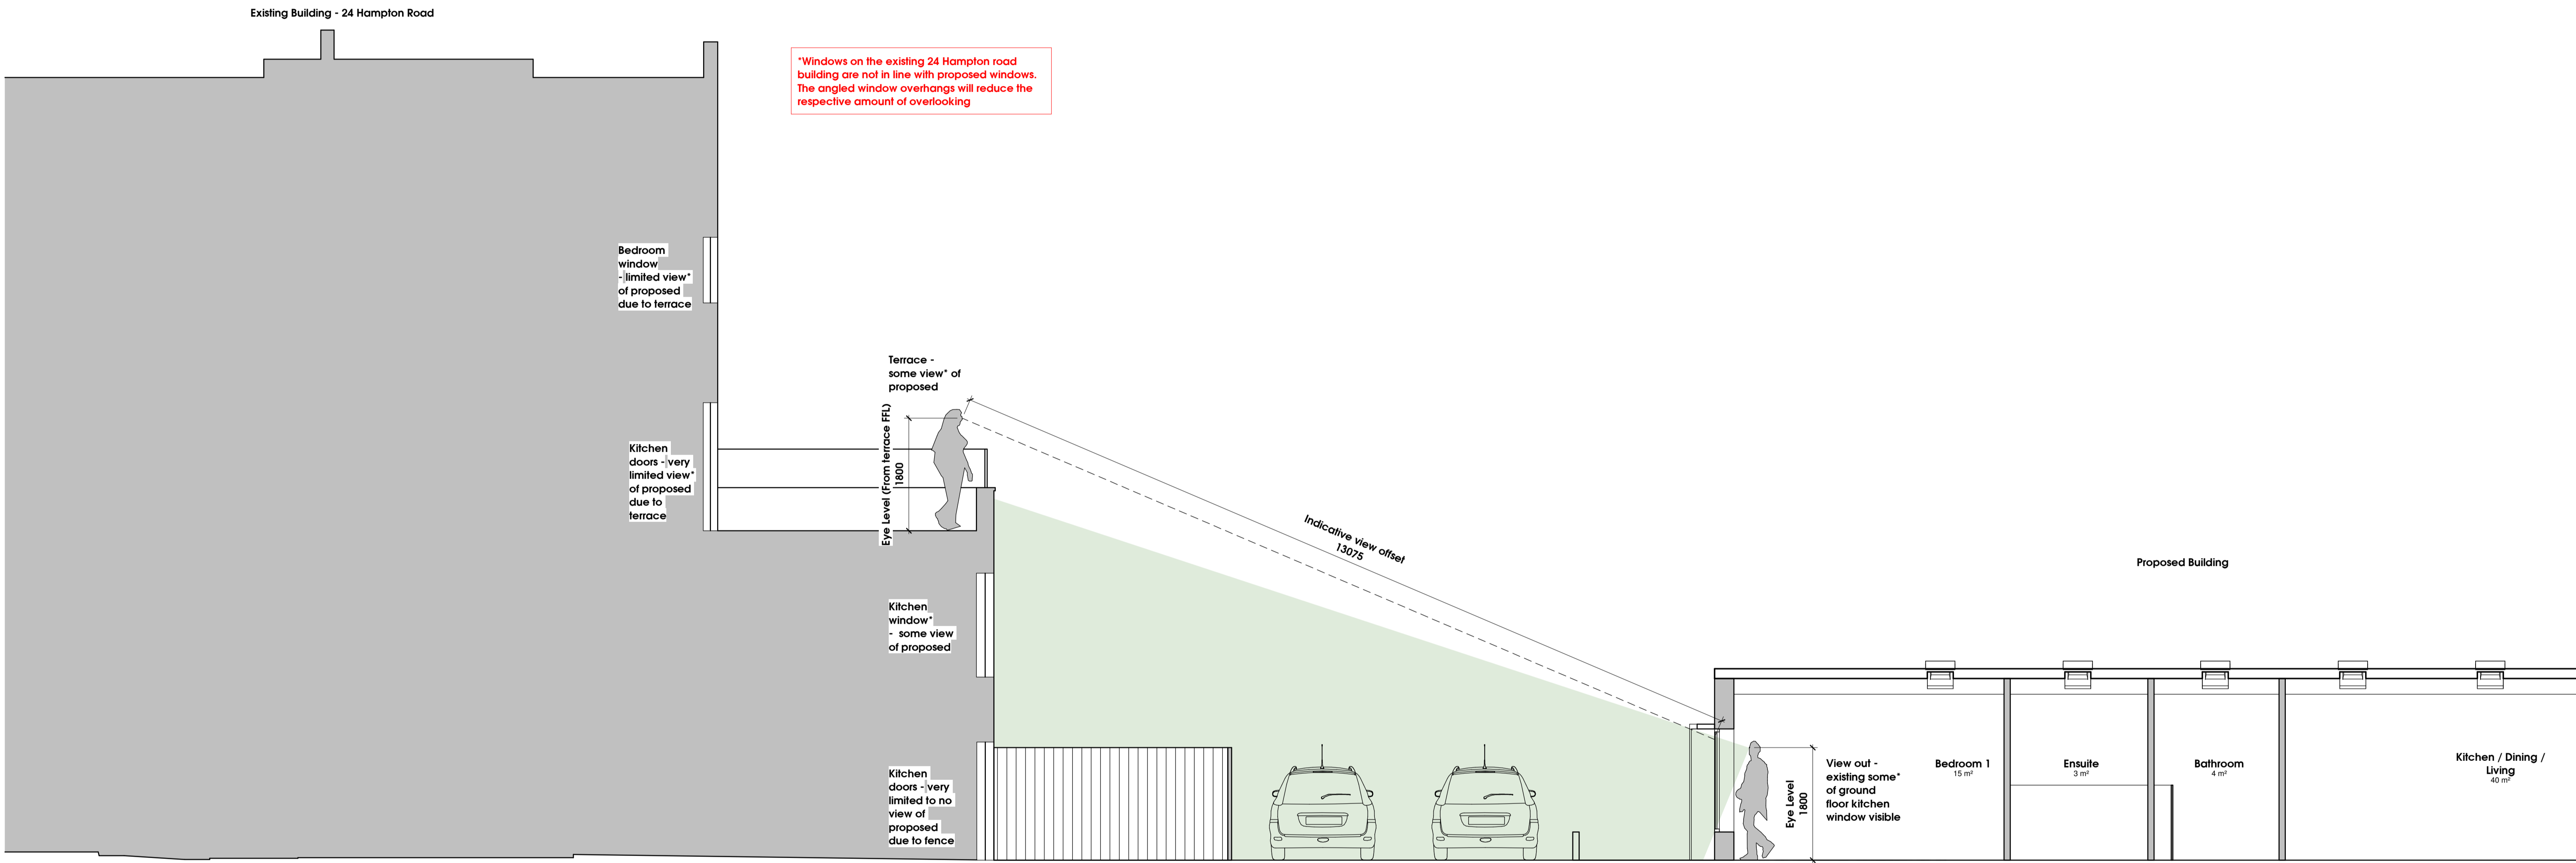 Existing Building - 24 Hampton Road
*Windows on the existing 24 Hampton road
building are not in line with proposed windows.
The angled window overhangs will reduce the
respective amount of overlooking
Bedroom
window
- limited view*
of proposed
due to terrace
Terrace -
some view* of
proposed
Kitchen
doors - very
limited view*
of proposed
due to
terrace
Eye Level (From terrace FFL)
1800
Indicative view offset
13075
Proposed Building
Kitchen
window*
- some view
of proposed
Kitchen
doors - very
limited to no
view of
proposed
due to fence
Eye Level
1800
View out -
existing some*
of ground
floor kitchen
window visible
Bedroom 1
15 m²
Ensuite
3 m²
Bathroom
4 m²
Kitchen / Dining /
Living
40 m²